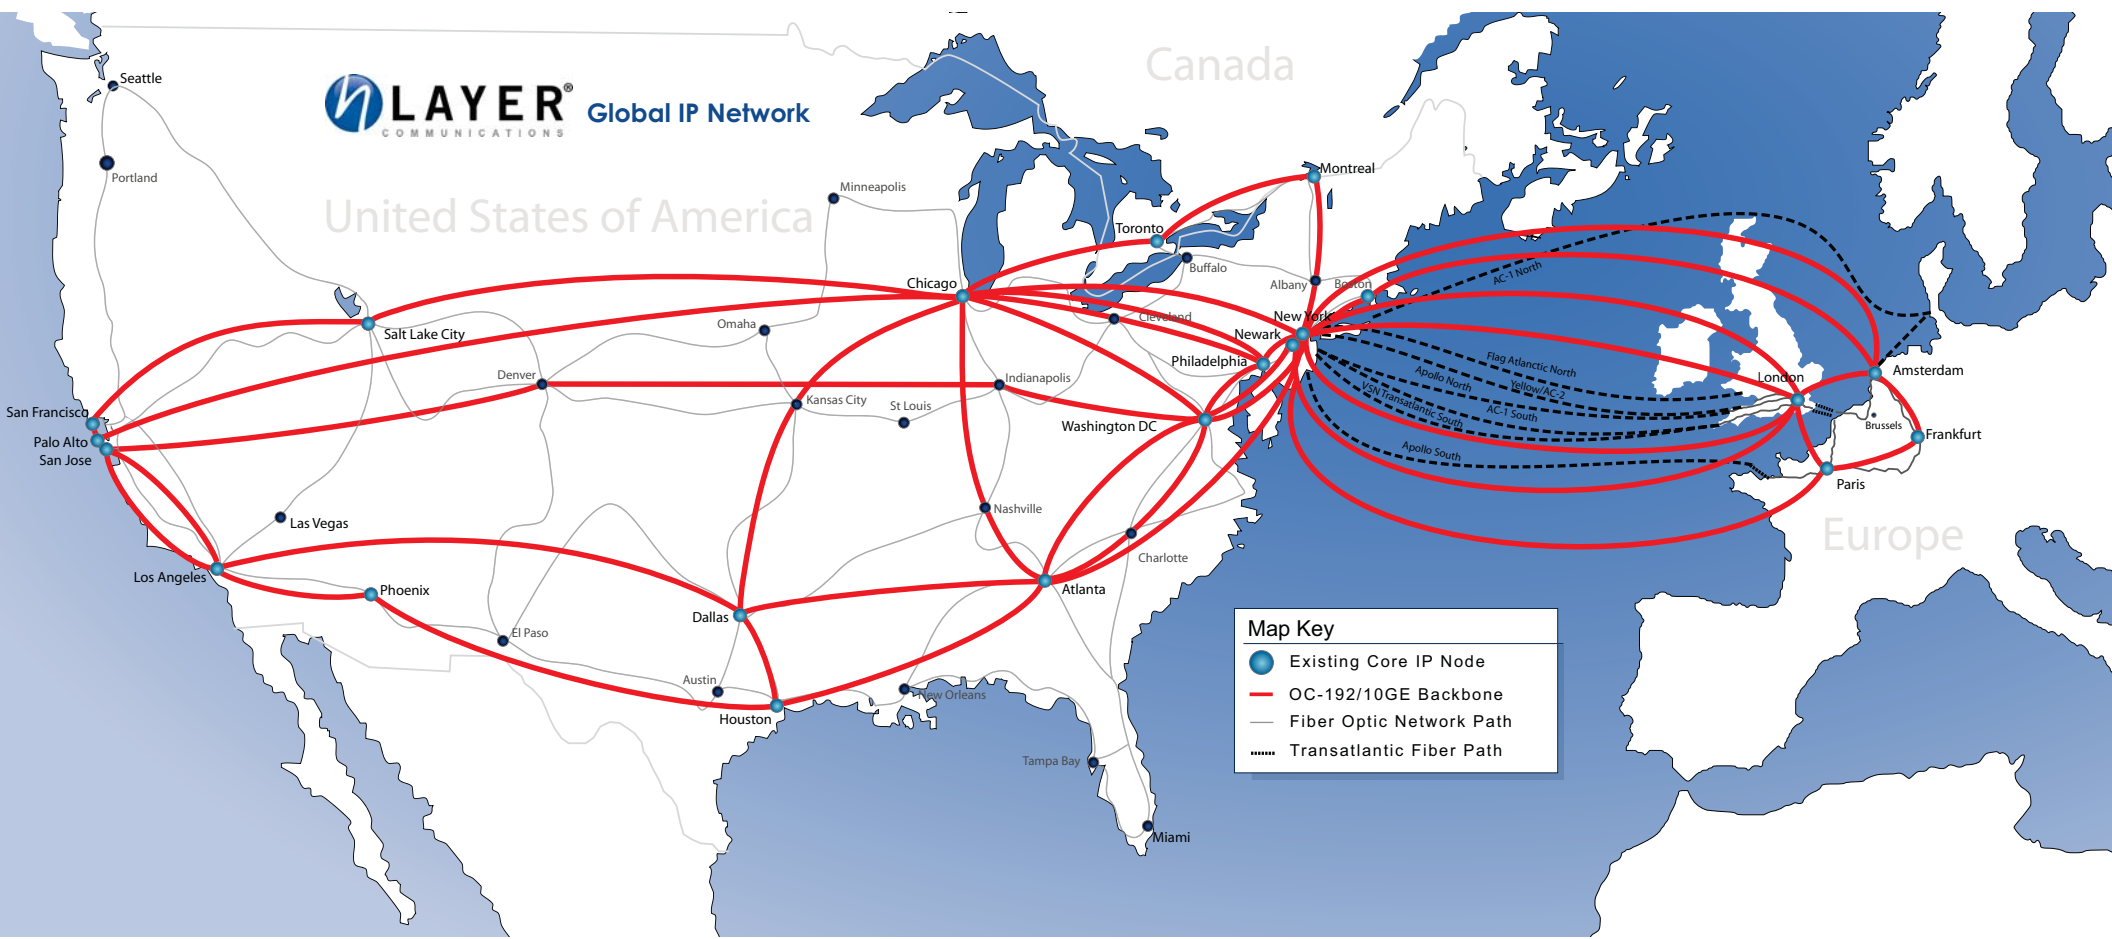 Canada
Seattle
nLAYER®
COMMUNICATIONS
Global IP Network
Portland
Montreal
Minneapolis
United States of America
Toronto
Buffalo
AC-1 North
Chicago
Albany
Boston
New York
Cleveland
Omaha
Salt Lake City
Newark
Philadelphia
Flag Atlanctic North
Apollo North
Yellow/AC-2
London
Amsterdam
Denver
Indianapolis
VSN Transatlantic South
AC-1 South
Kansas City
St Louis
San Francisco
Palo Alto
San Jose
Washington DC
Brussels
Frankfurt
Apollo South
Paris
Las Vegas
Nashville
Europe
Charlotte
Los Angeles
Phoenix
Atlanta
Dallas
El Paso
Austin
Houston
New Orleans
Tampa Bay
Miami
Map Key
Existing Core IP Node
OC-192/10GE Backbone
Fiber Optic Network Path
Transatlantic Fiber Path